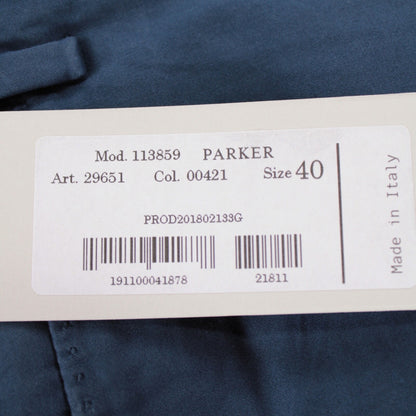 Mod. 113859 PARKER
Art. 29651 Col. 00421 Size 40
PROD201802133G
191100041878 21811
Made in Italy